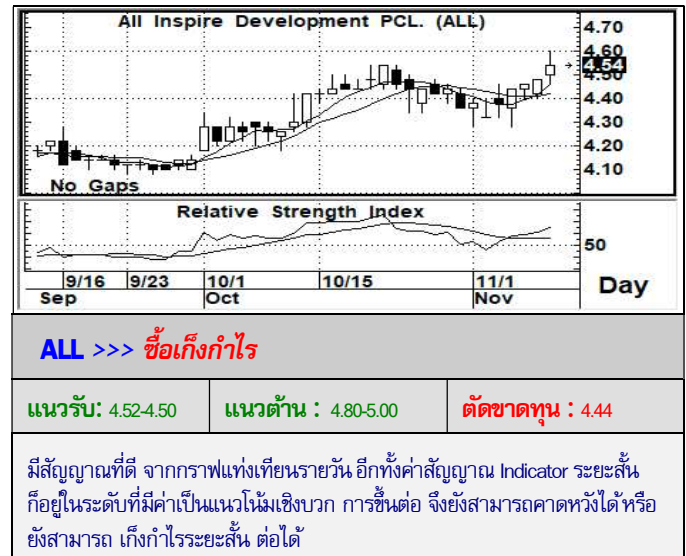 All Inspire Development PCL. (ALL)
4.70
4.60
4.54
4.50
4.40
4.30
4.20
4.10
No Gaps
Relative Strength Index
50
9/16 9/23 10/1 10/15 11/1
Sep Oct Nov
Day
ALL >>> ซื้อเก็งกำไร
แนวรับ: 4.52-4.50 แนวต้าน : 4.80-5.00 ตัดขาดทุน : 4.44
มีสัญญาณที่ดี จากกราฟแท่งเทียนรายวัน อีกทั้งค่าสัญญาณ Indicator ระยะสั้น
ก็อยู่ในระดับที่มีค่าเป็นแนวโน้มเชิงบวก การขึ้นต่อ จึงยังสามารถคาดหวังได้ หรือ
ยังสามารถ เก็งกำไรระยะสั้น ต่อได้